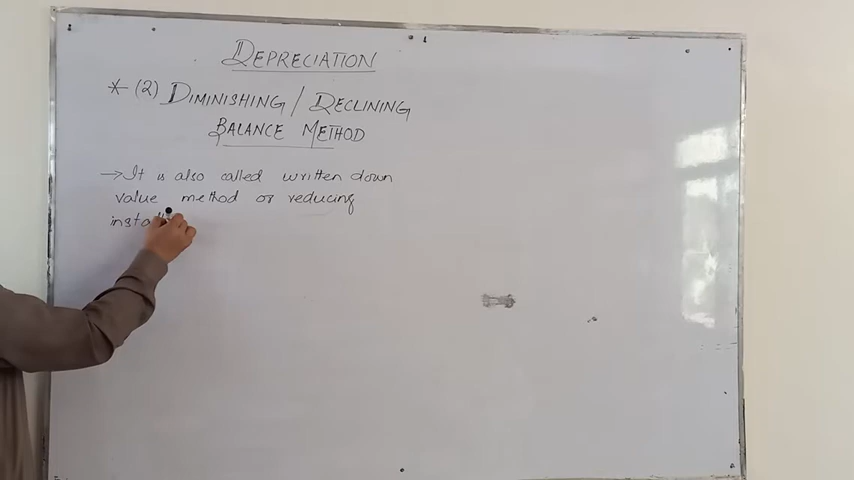 DEPRECIATION
* (2) DIMINISHING / DECLINING
BALANCE METHOD
→ It is also called written down
value method or reducing